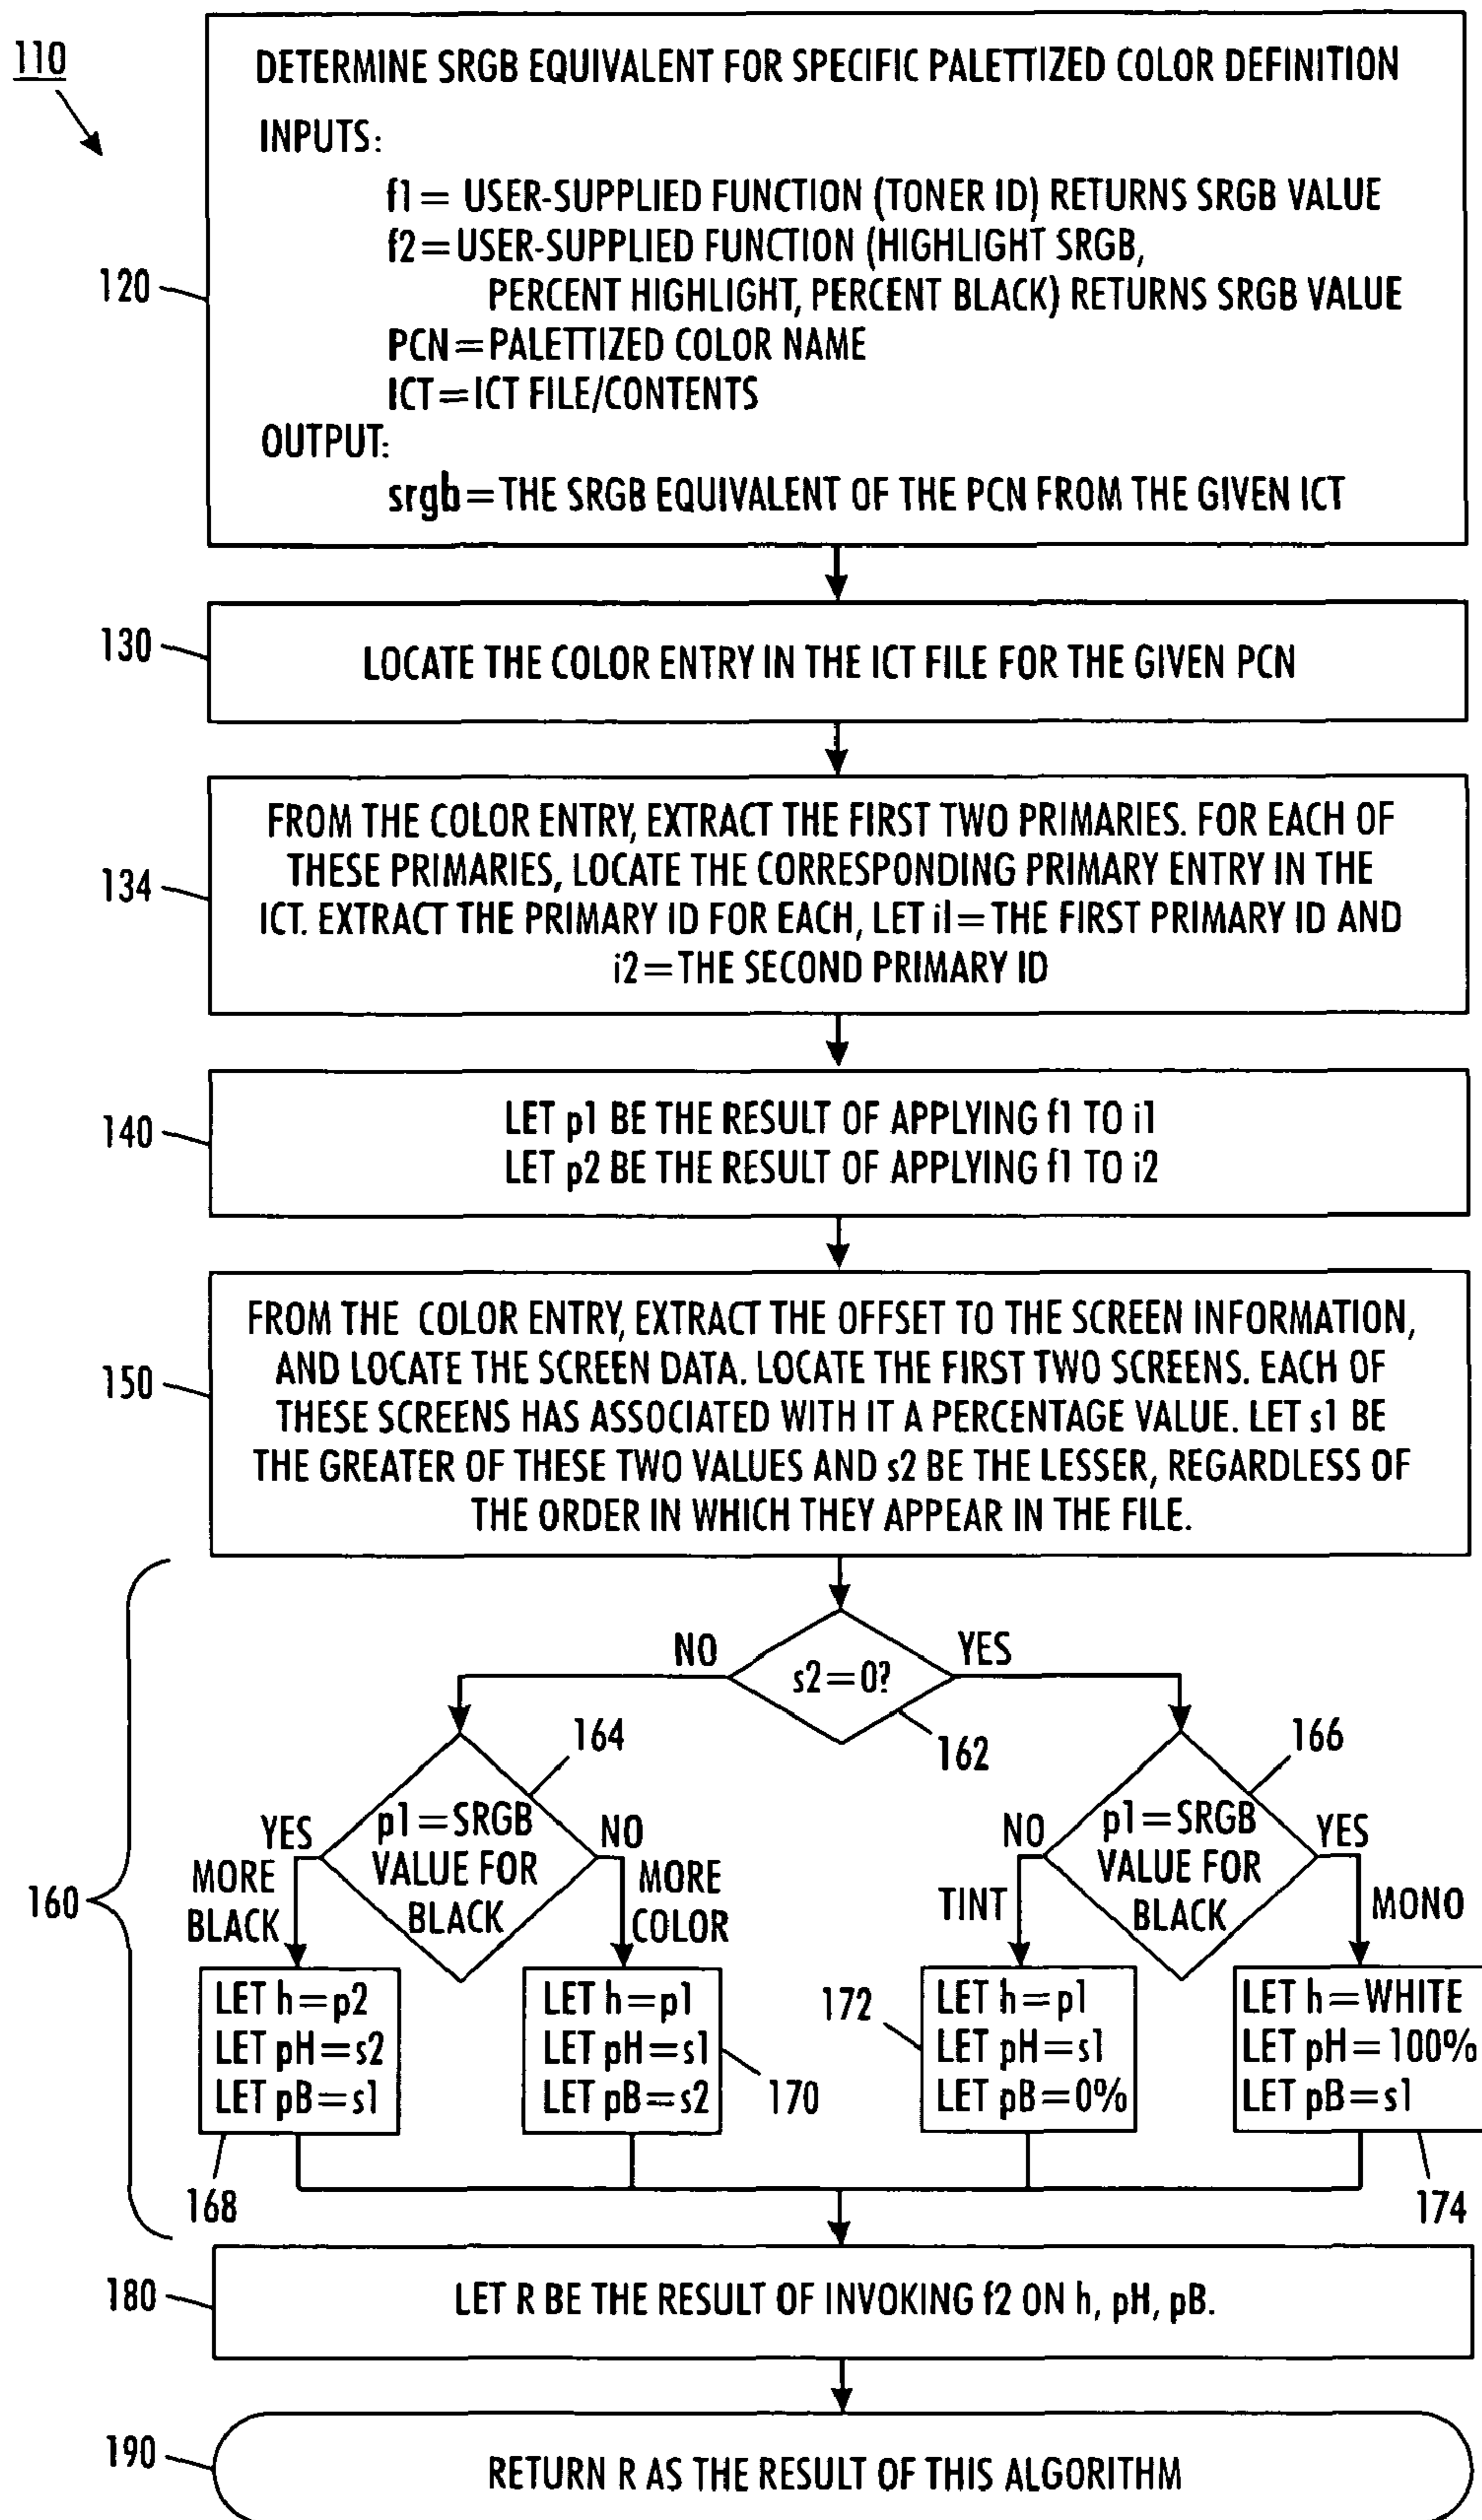 110
DETERMINE SRGB EQUIVALENT FOR SPECIFIC PALETTIZED COLOR DEFINITION
INPUTS:
f1 = USER-SUPPLIED FUNCTION (TONER ID) RETURNS SRGB VALUE
f2=USER-SUPPLIED FUNCTION (HIGHLIGHT SRGB,
PERCENT HIGHLIGHT, PERCENT BLACK) RETURNS SRGB VALUE
PCN=PALETTIZED COLOR NAME
ICT=ICT FILE/CONTENTS
OUTPUT:
srgb=THE SRGB EQUIVALENT OF THE PCN FROM THE GIVEN ICT
120
130
LOCATE THE COLOR ENTRY IN THE ICT FILE FOR THE GIVEN PCN
134
FROM THE COLOR ENTRY, EXTRACT THE FIRST TWO PRIMARIES. FOR EACH OF
THESE PRIMARIES, LOCATE THE CORRESPONDING PRIMARY ENTRY IN THE
ICT. EXTRACT THE PRIMARY ID FOR EACH, LET i1=THE FIRST PRIMARY ID AND
i2=THE SECOND PRIMARY ID
140
LET p1 BE THE RESULT OF APPLYING f1 TO i1
LET p2 BE THE RESULT OF APPLYING f1 TO i2
150
FROM THE COLOR ENTRY, EXTRACT THE OFFSET TO THE SCREEN INFORMATION,
AND LOCATE THE SCREEN DATA. LOCATE THE FIRST TWO SCREENS. EACH OF
THESE SCREENS HAS ASSOCIATED WITH IT A PERCENTAGE VALUE. LET s1 BE
THE GREATER OF THESE TWO VALUES AND s2 BE THE LESSER, REGARDLESS OF
THE ORDER IN WHICH THEY APPEAR IN THE FILE.
160
NO
s2=0?
YES
162
164
p1=SRGB
VALUE FOR
BLACK
YES
MORE
BLACK
NO
MORE
COLOR
166
p1=SRGB
VALUE FOR
BLACK
NO
TINT
YES
MONO
LET h=p2
LET pH=s2
LET pB=s1
168
LET h=p1
LET pH=s1
LET pB=s2
170
172
LET h=p1
LET pH=s1
LET pB=0%
LET h=WHITE
LET pH=100%
LET pB=s1
174
180
LET R BE THE RESULT OF INVOKING f2 ON h, pH, pB.
190
RETURN R AS THE RESULT OF THIS ALGORITHM